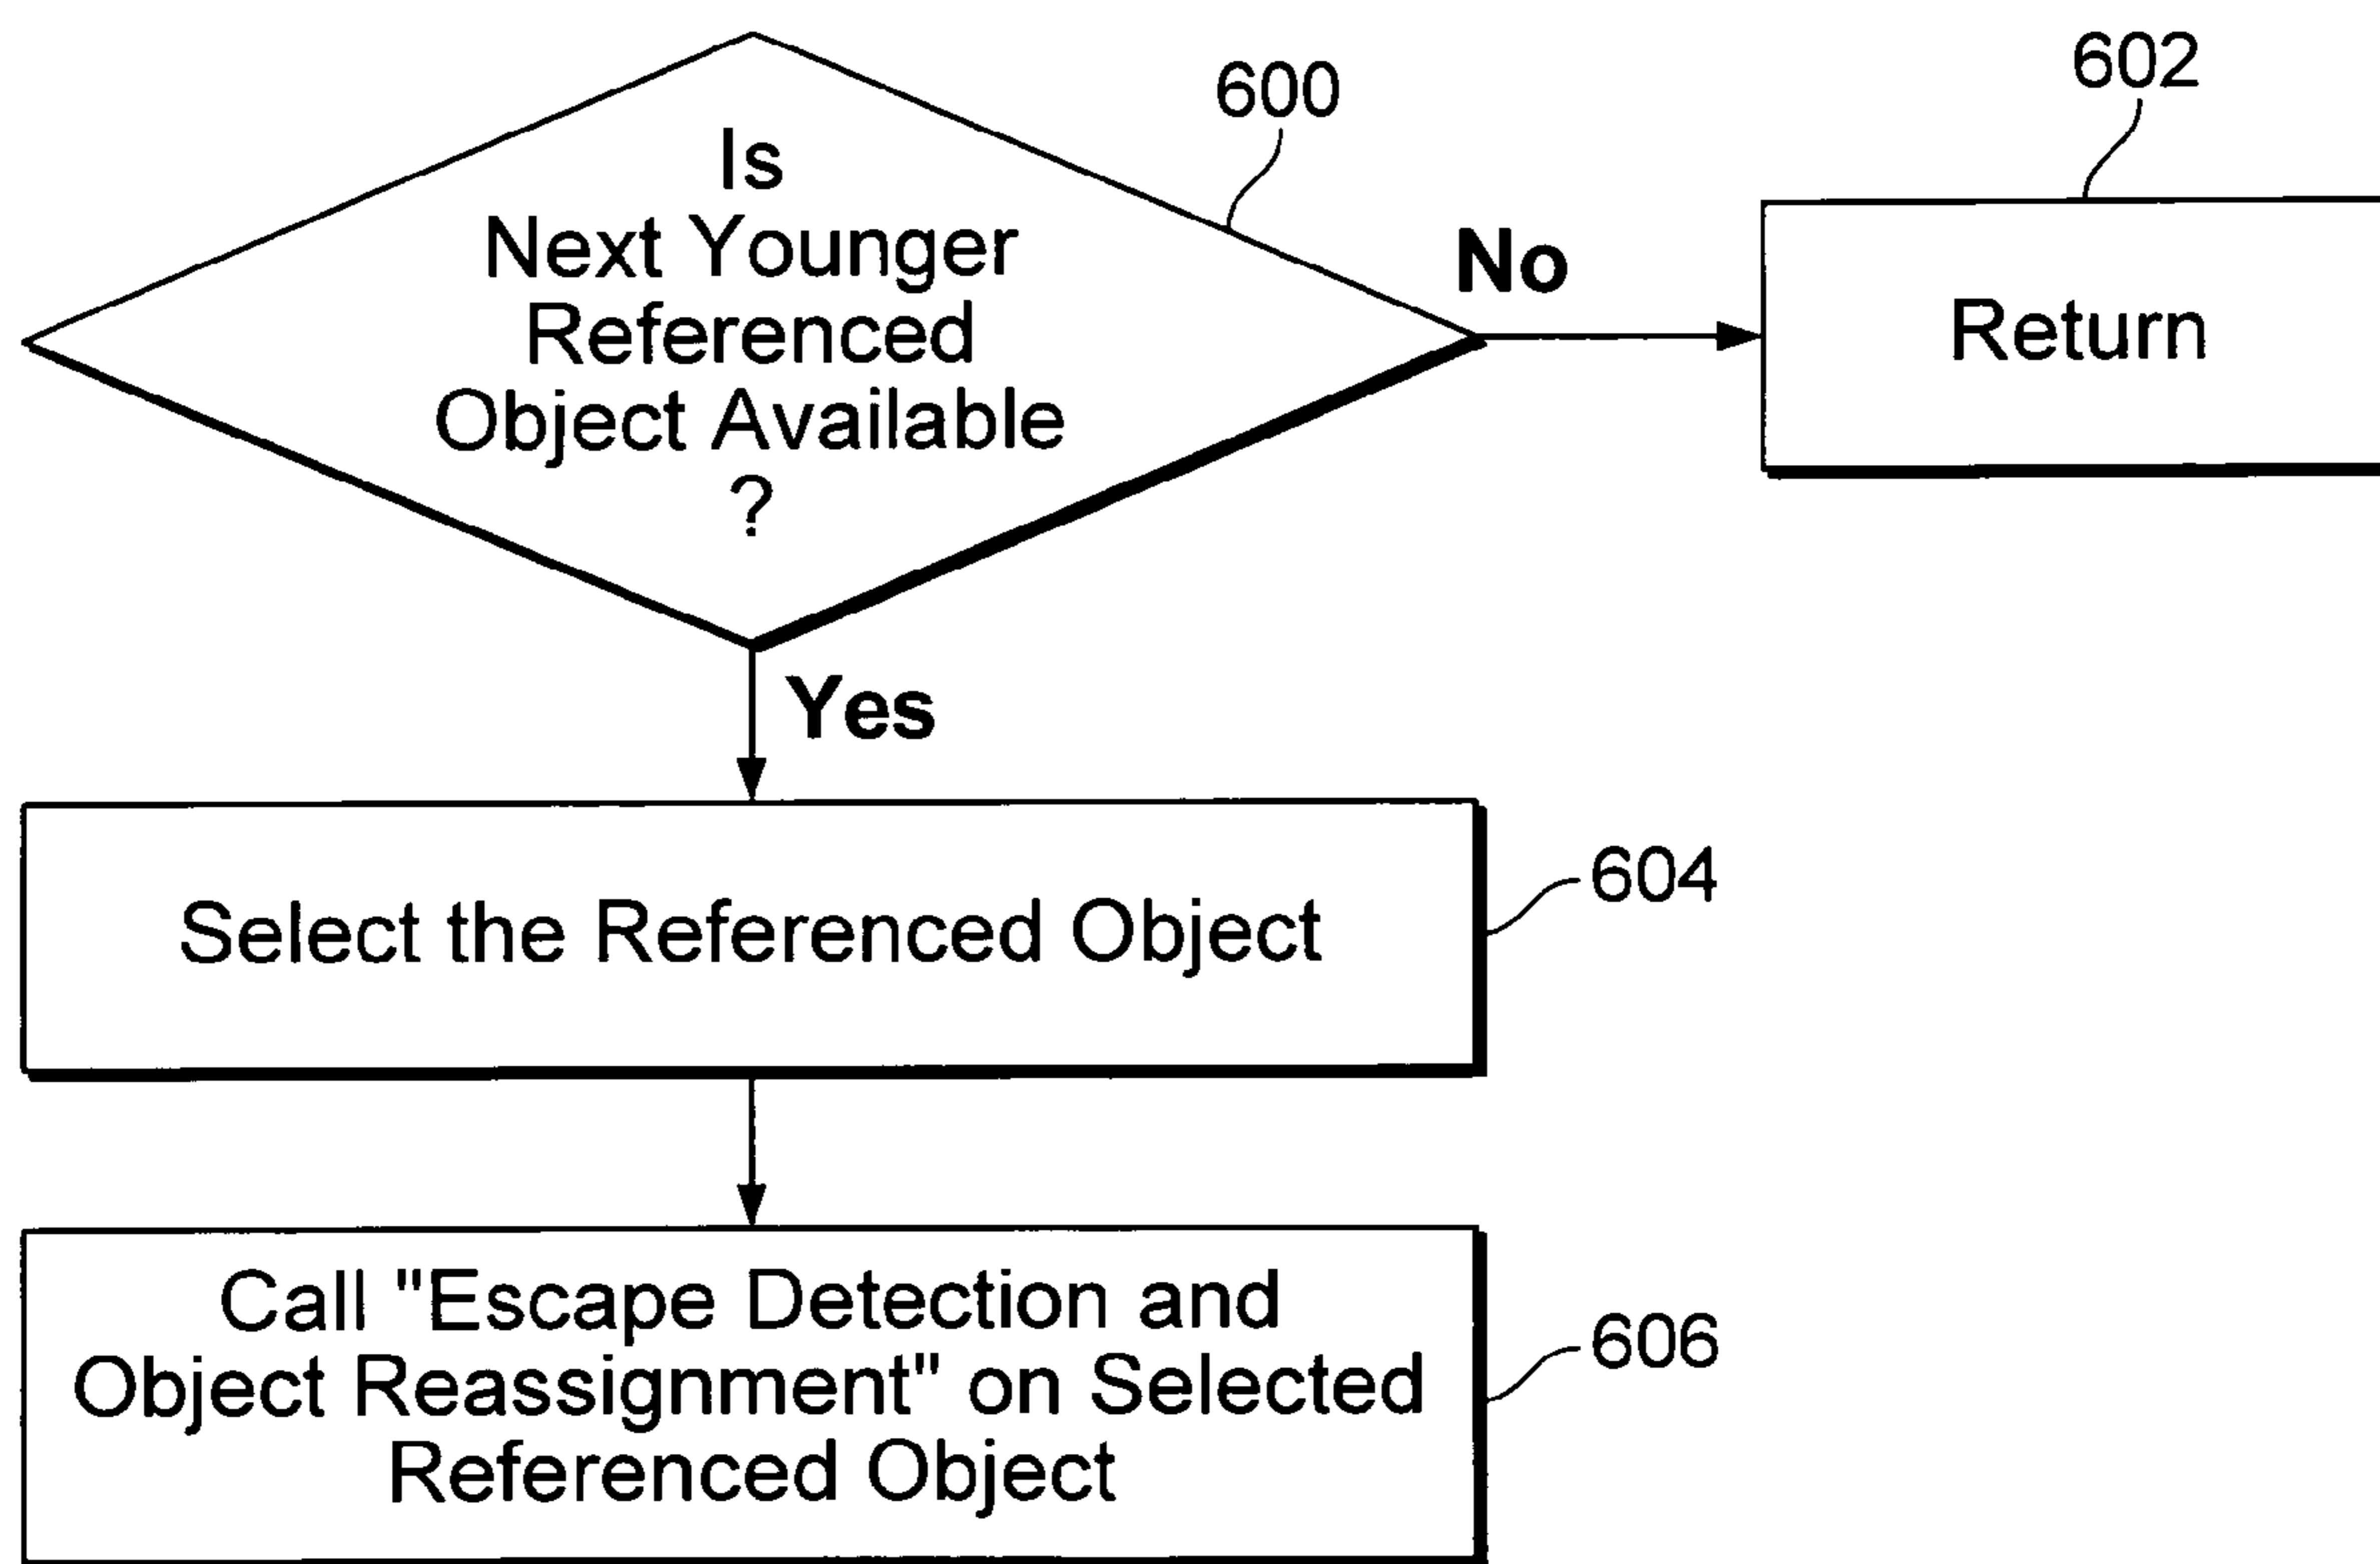 Is
Next Younger
Referenced
Object Available
?
600
No
602
Return
Yes
Select the Referenced Object
604
Call "Escape Detection and
Object Reassignment" on Selected
Referenced Object
606